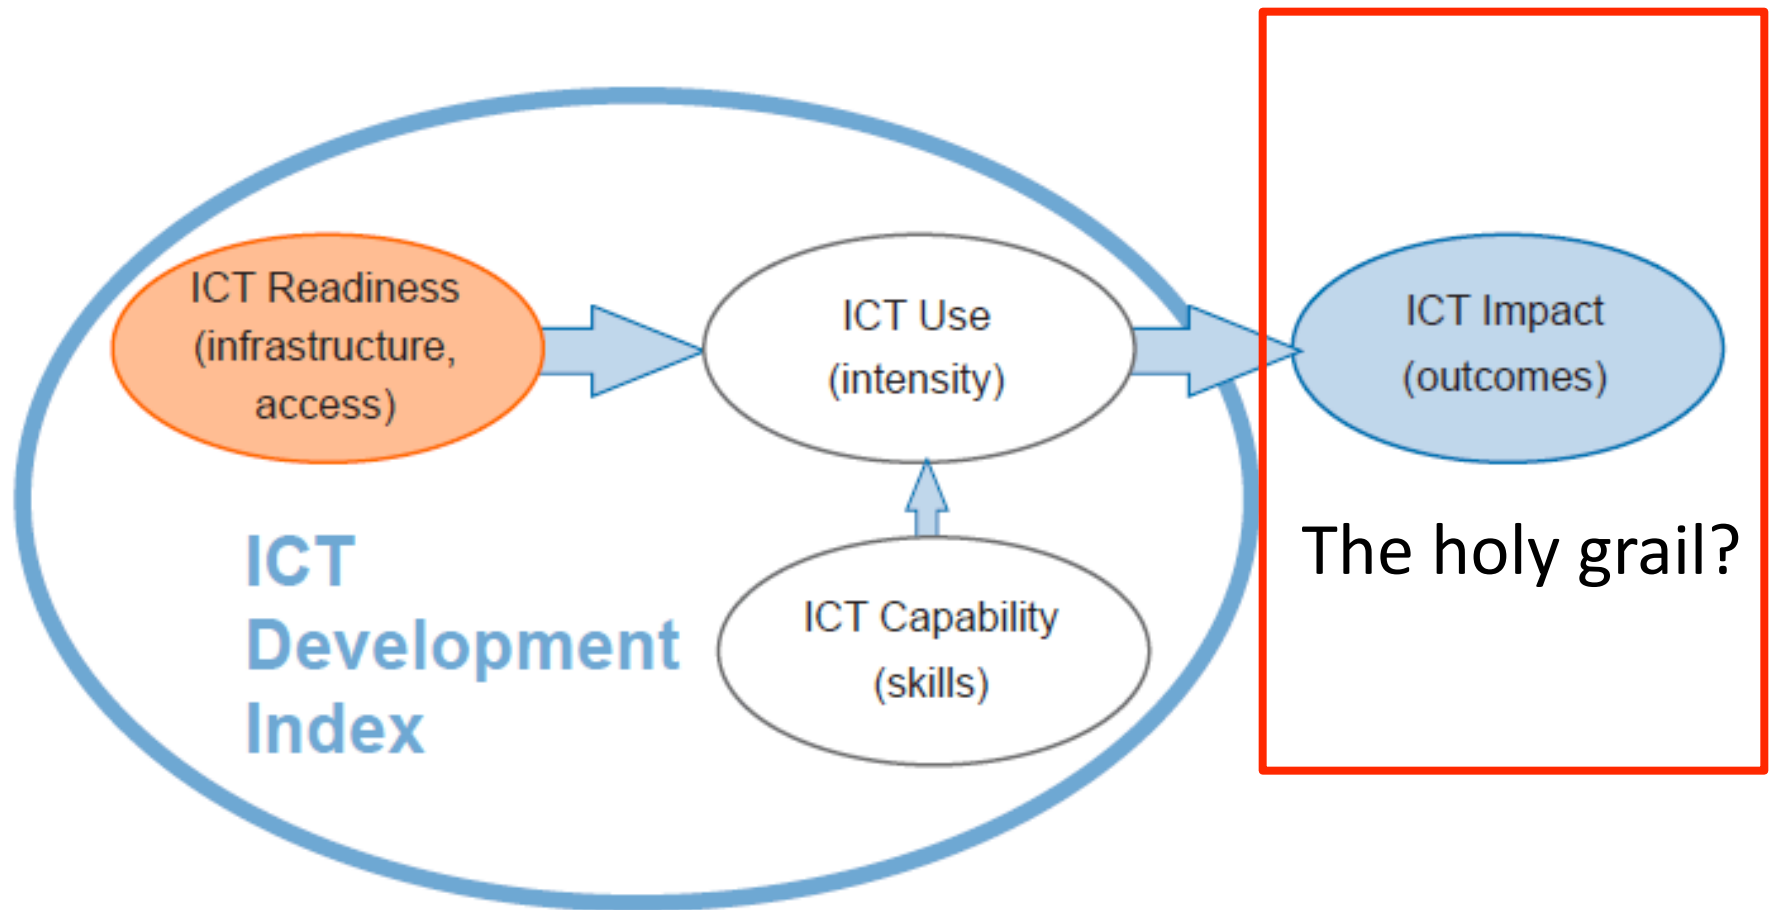 ICT Readiness
(infrastructure,
access)
ICT Use
(intensity)
ICT Impact
(outcomes)
The holy grail?
ICT
Development
Index
ICT Capability
(skills)